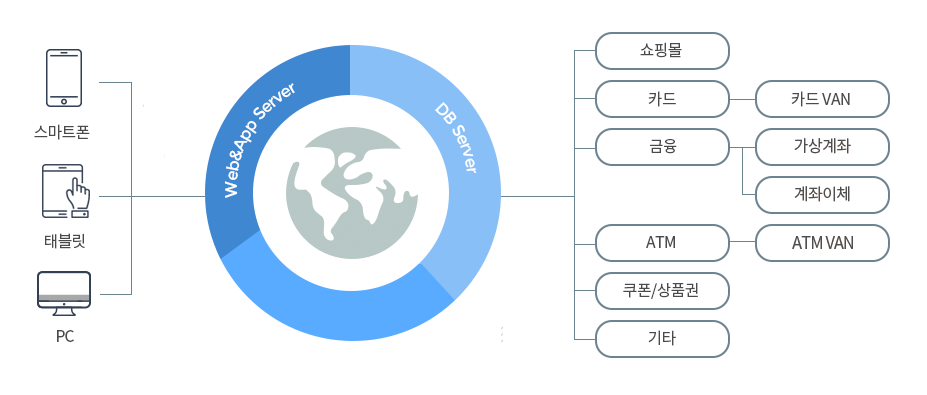 스마트폰
태블릿
PC
Web&App Server
DB Server
쇼핑몰
카드
카드 VAN
금융
가상계좌
계좌이체
ATM
ATM VAN
쿠폰/상품권
기타